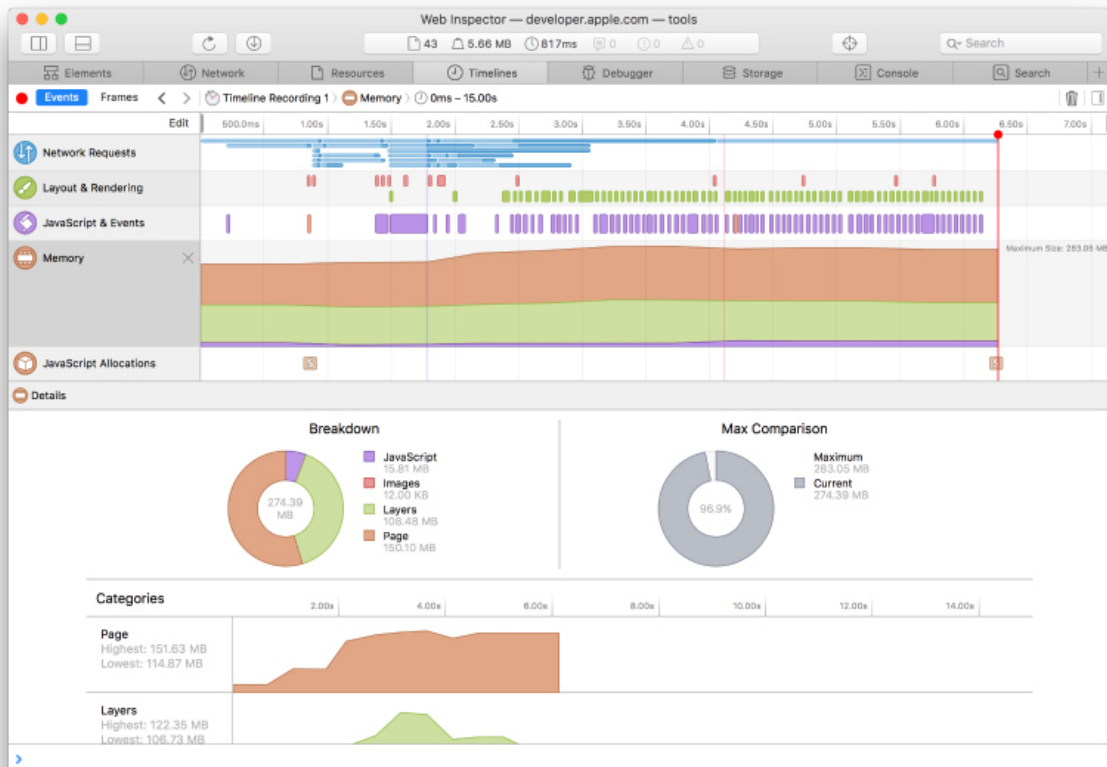 Web Inspector — developer.apple.com — tools
43 5.66 MB 817ms 0 0 0 Search
Elements Network Resources Timelines Debugger Storage Console Search +
Events Frames Timeline Recording 1 Memory 0ms – 15.00s
Edit 500.0ms 1.00s 1.50s 2.00s 2.50s 3.00s 3.50s 4.00s 4.50s 5.00s 5.50s 6.00s 6.50s 7.00s
Network Requests
Layout & Rendering
JavaScript & Events
Memory
Maximum Size: 283.05 MB
JavaScript Allocations S S
Details
Breakdown
274.39 MB
JavaScript
15.81 MB
Images
12.00 KB
Layers
108.48 MB
Page
150.10 MB
Max Comparison
96.9%
Maximum
283.05 MB
Current
274.39 MB
Categories 2.00s 4.00s 6.00s 8.00s 10.00s 12.00s 14.00s
Page
Highest: 151.63 MB
Lowest: 114.87 MB
Layers
Highest: 122.35 MB
Lowest: 106.73 MB